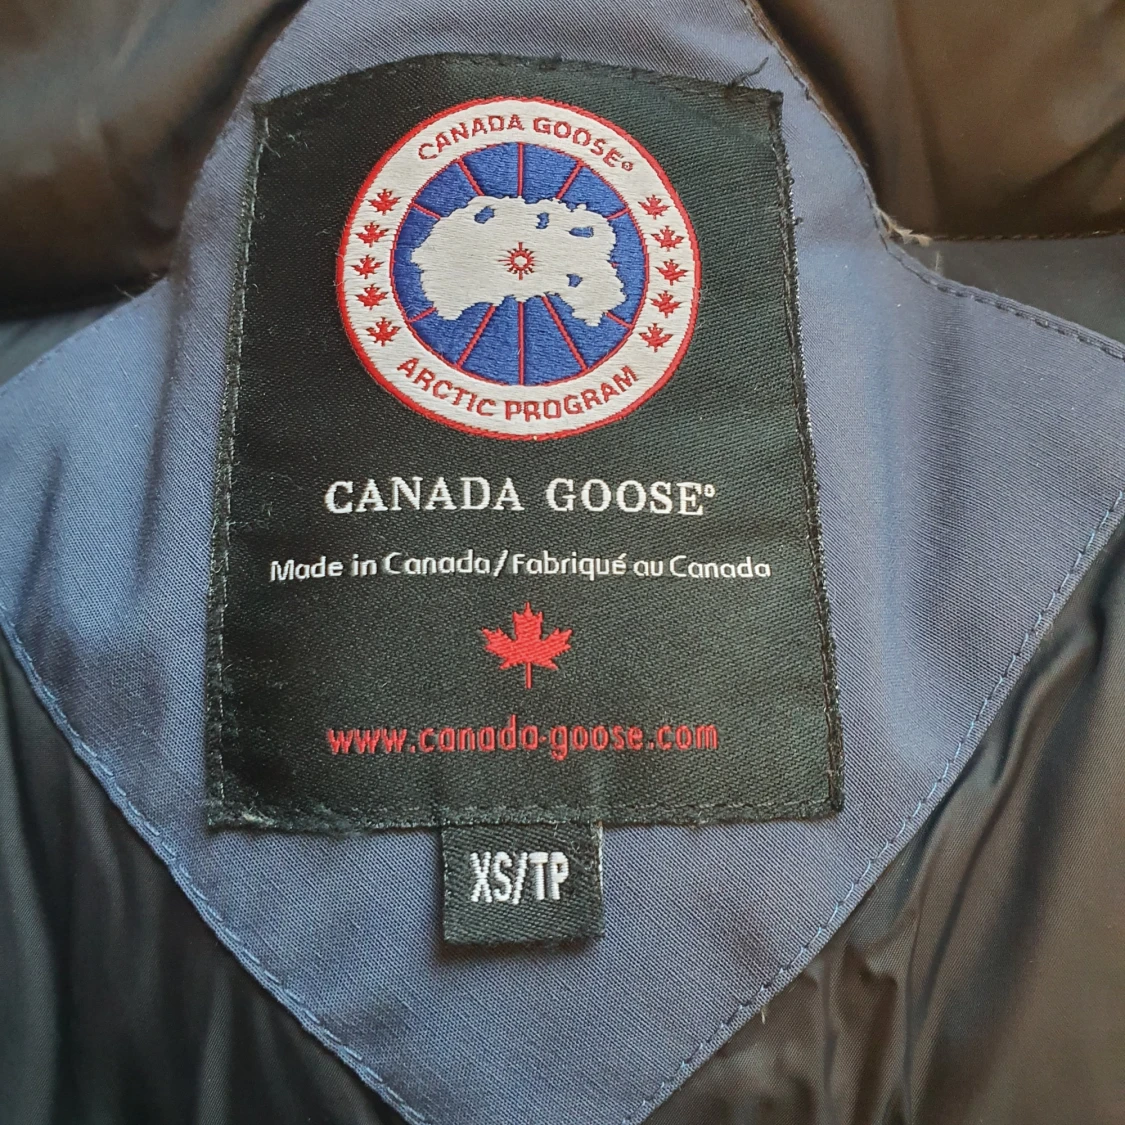 CANADA GOOSE®
ARCTIC PROGRAM
CANADA GOOSE®
Made in Canada/Fabriqué au Canada
www.canada-goose.com
XS/TP